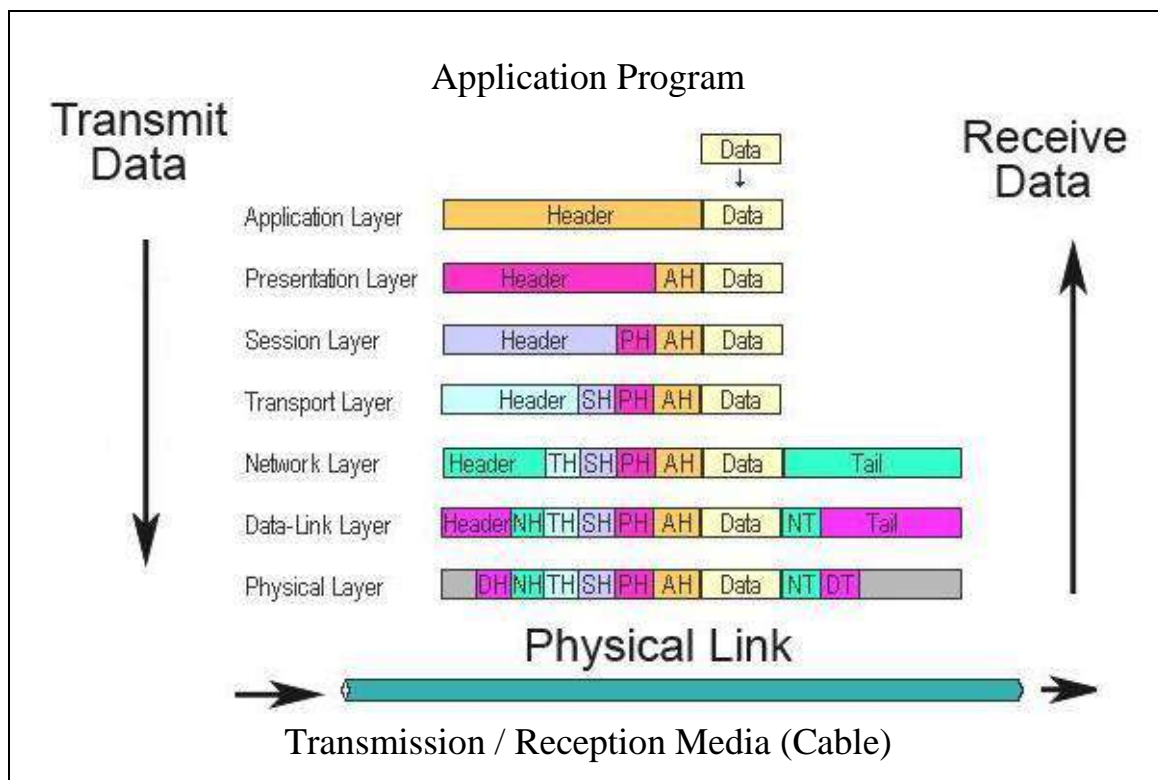 Application Program
Transmit
Data
Receive
Data
Data
↓
Application Layer Header Data
Presentation Layer Header AH Data
Session Layer Header PH AH Data
Transport Layer Header SH PH AH Data
Network Layer Header TH SH PH AH Data Tail
Data-Link Layer Header NH TH SH PH AH Data NT Tail
Physical Layer DH NH TH SH PH AH Data NT DT
Physical Link
Transmission / Reception Media (Cable)